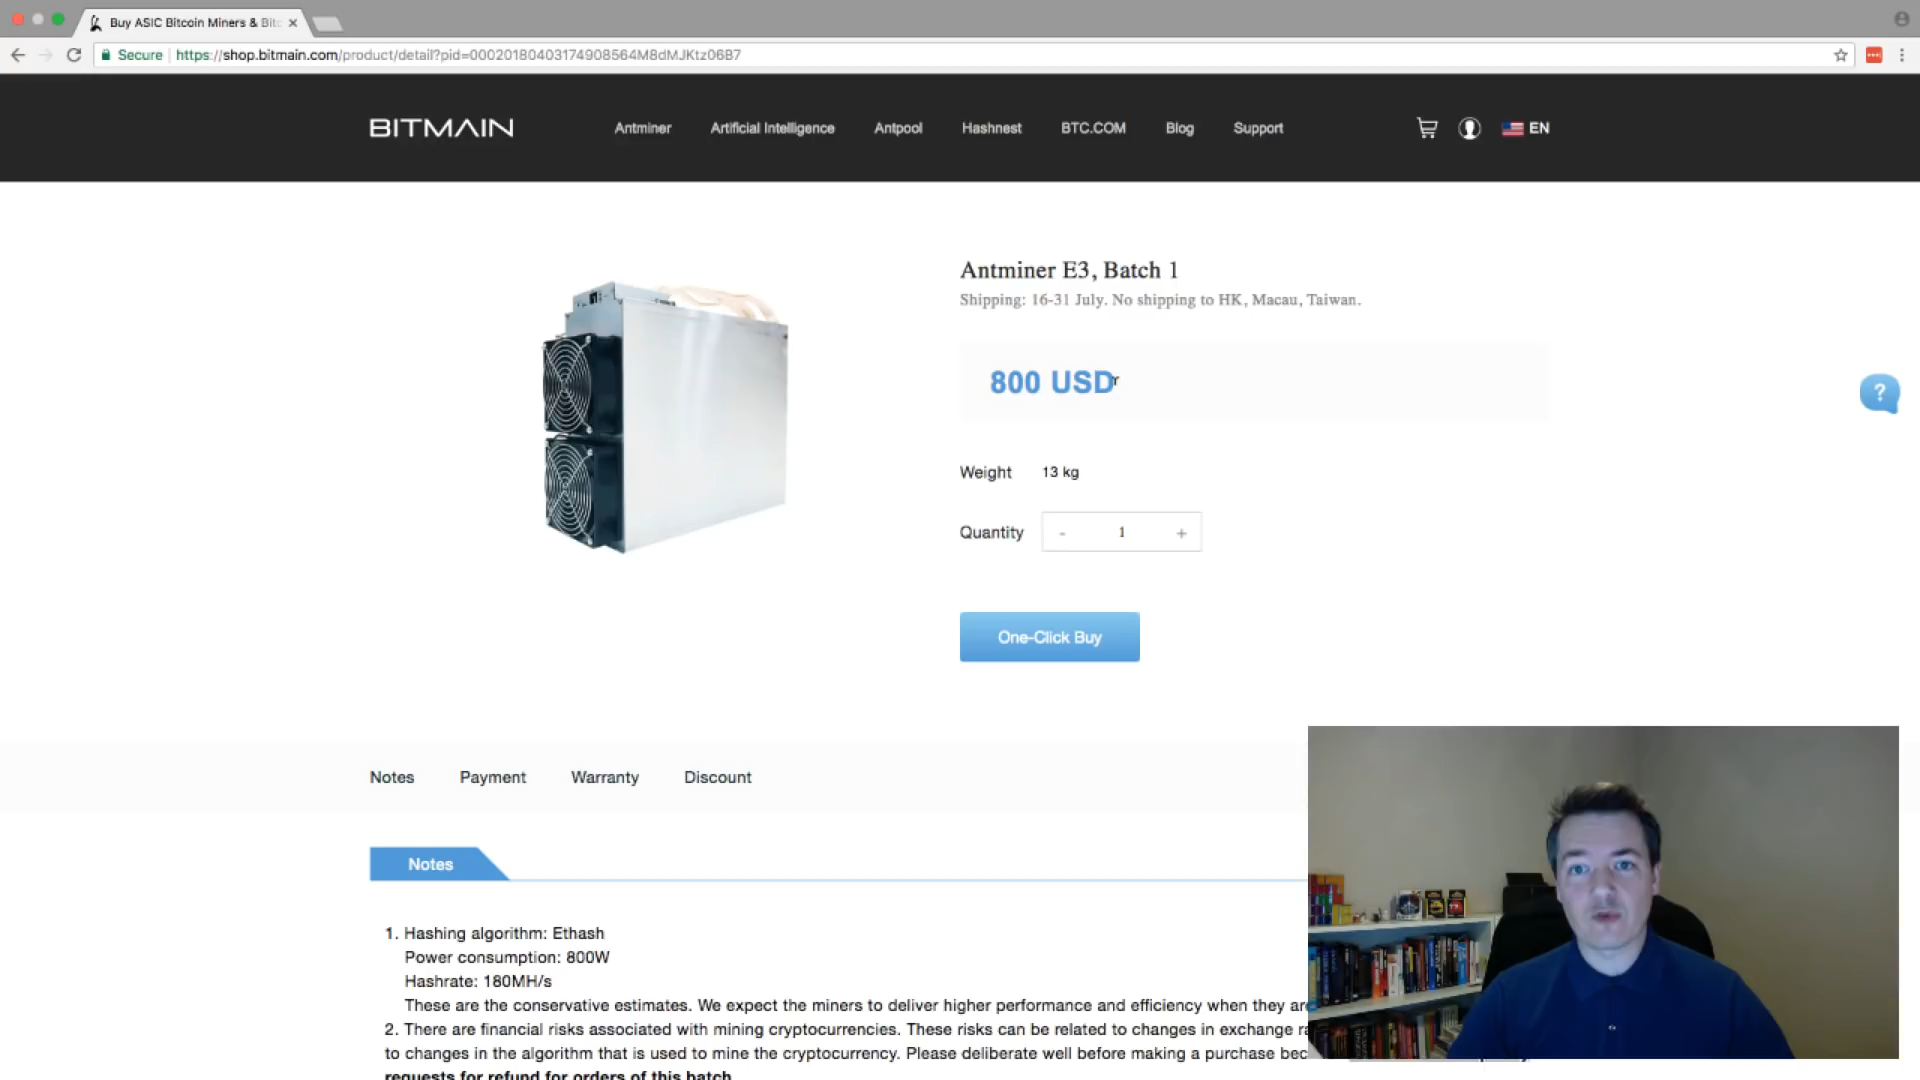 Buy ASIC Bitcoin Miners & Bitc
Secure https://shop.bitmain.com/product/detail?pid=00020180403174908564M8dMJKtz06B7
BITMAIN Antminer Artificial Intelligence Antpool Hashnest BTC.COM Blog Support EN
Antminer E3, Batch 1
Shipping: 16-31 July. No shipping to HK, Macau, Taiwan.
800 USD
?
Weight 13 kg
Quantity - 1 +
One-Click Buy
Notes Payment Warranty Discount
Notes
1. Hashing algorithm: Ethash
Power consumption: 800W
Hashrate: 180MH/s
These are the conservative estimates. We expect the miners to deliver higher performance and efficiency when they are
2. There are financial risks associated with mining cryptocurrencies. These risks can be related to changes in exchange
to changes in the algorithm that is used to mine the cryptocurrency. Please deliberate well before making a purchase
requests for refund for orders of this batch